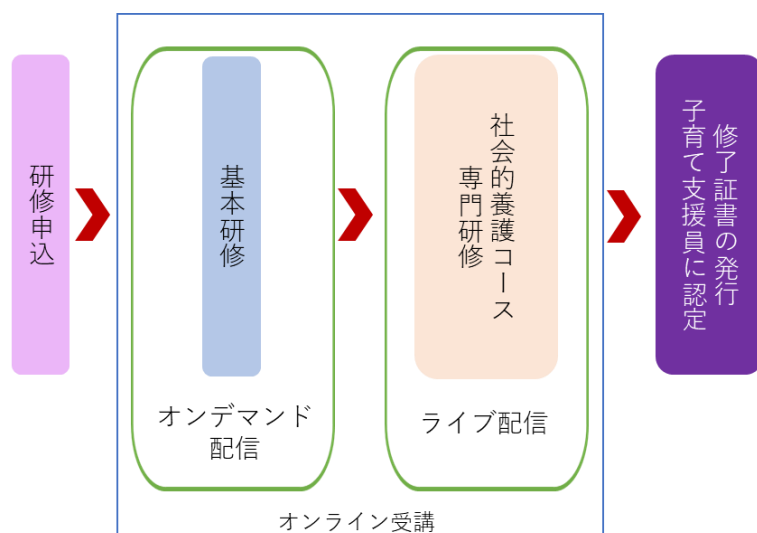 研修申込
基本研修
オンデマンド
配信
社会的養護コース
専門研修
ライブ配信
オンライン受講
修了証書の発行
子育て支援員に認定